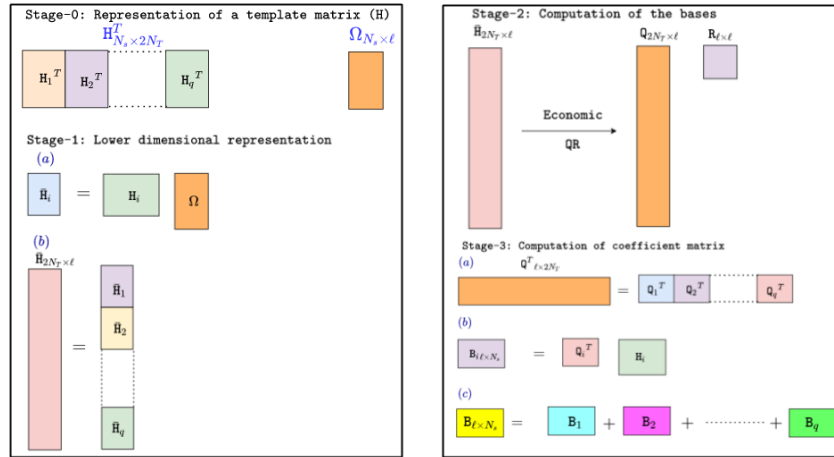 Stage-0: Representation of a template matrix (H)
H^T_{N_s×2N_T}
Ω_{N_s×ℓ}
H_1^T H_2^T H_q^T
Stage-1: Lower dimensional representation
(a)
H̄_i = H_i Ω
(b)
H̄_{2N_T×ℓ}
H̄_1
H̄_2
=
H̄_q
Stage-2: Computation of the bases
H̄_{2N_T×ℓ} Q_{2N_T×ℓ} R_{ℓ×ℓ}
Economic
QR
Stage-3: Computation of coefficient matrix
(a)
Q^T_{ℓ×2N_T}
= Q_1^T Q_2^T Q_q^T
(b)
B_{iℓ×N_s} = Q_i^T H_i
(c)
B_{ℓ×N_s} = B_1 + B_2 + ·········· + B_q